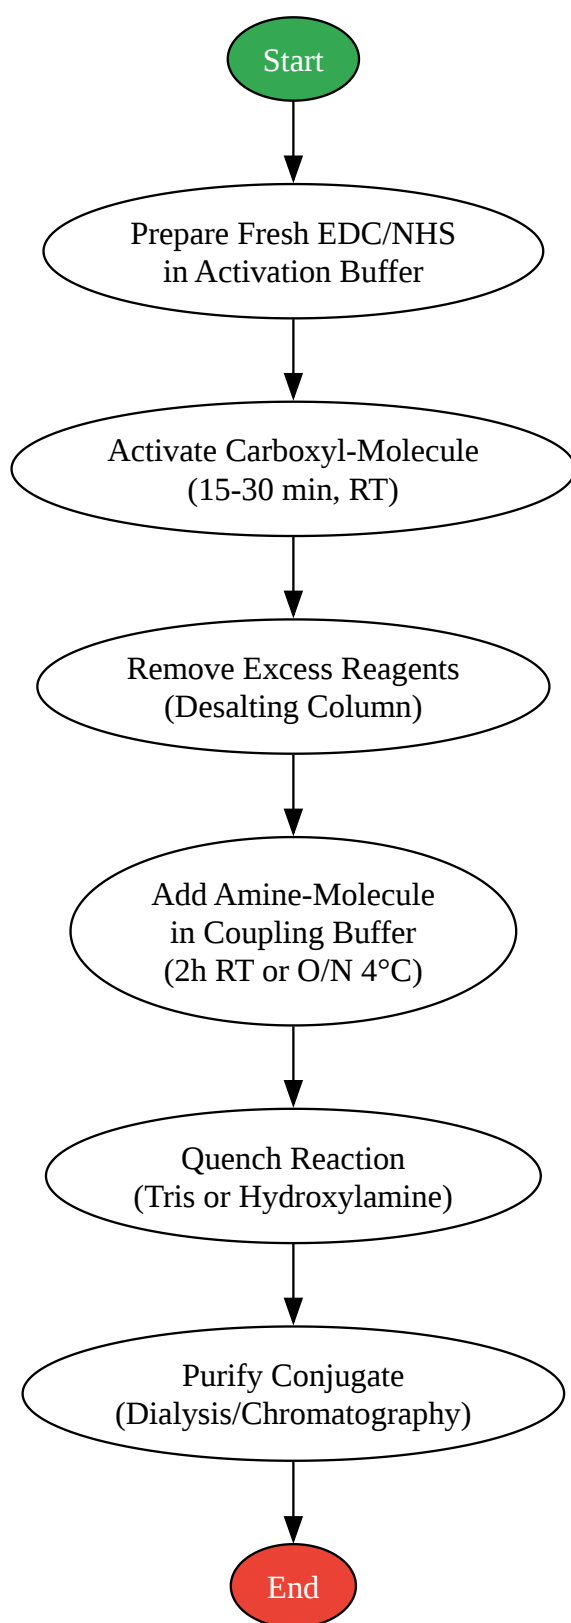 Start
Prepare Fresh EDC/NHS
in Activation Buffer
Activate Carboxyl-Molecule
(15-30 min, RT)
Remove Excess Reagents
(Desalting Column)
Add Amine-Molecule
in Coupling Buffer
(2h RT or O/N 4°C)
Quench Reaction
(Tris or Hydroxylamine)
Purify Conjugate
(Dialysis/Chromatography)
End